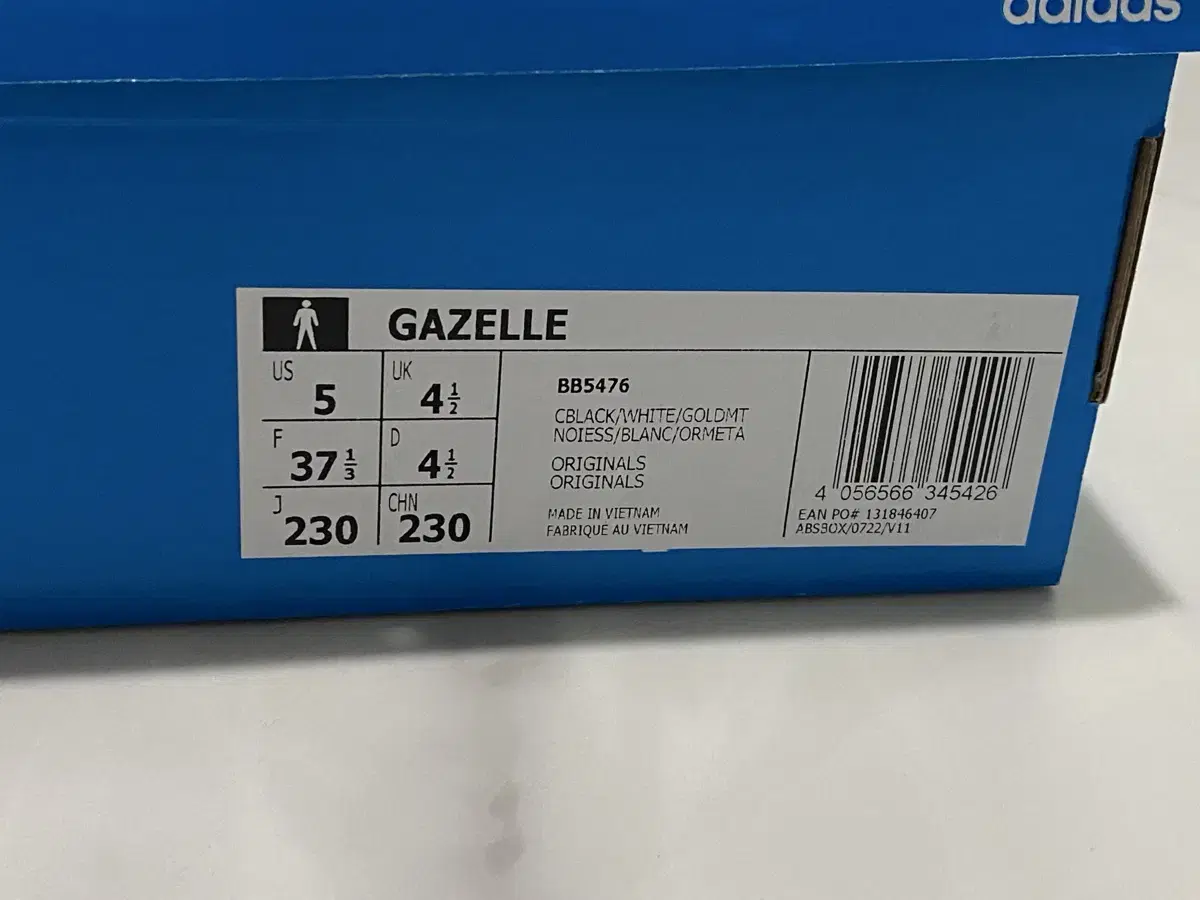 adidas
GAZELLE
US 5
UK 4 1/2
F 37 1/3
D 4 1/2
J 230
CHN 230
BB5476
CBLACK/WHITE/GOLDMT
NOIESS/BLANC/ORMETA
ORIGINALS
ORIGINALS
MADE IN VIETNAM
FABRIQUÉ AU VIETNAM
4 056566 345426
EAN PO# 131846407
ABSBOX/0722/V11